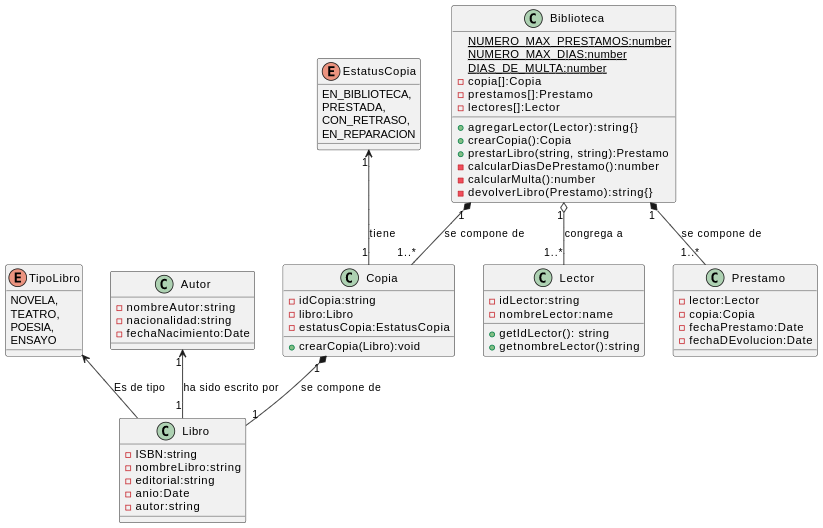 C Biblioteca
NUMERO_MAX_PRESTAMOS:number
NUMERO_MAX_DIAS:number
DIAS_DE_MULTA:number
copia[]:Copia
prestamos[]:Prestamo
lectores[]:Lector
agregarLector(Lector):string{}
crearCopia():Copia
prestarLibro(string, string):Prestamo
calcularDiasDePrestamo():number
calcularMulta():number
devolverLibro(Prestamo):string{}
E EstatusCopia
EN_BIBLIOTECA,
PRESTADA,
CON_RETRASO,
EN_REPARACION
1
tiene
1
1
se compone de
1..*
1
congrega a
1..*
1
se compone de
1..*
E TipoLibro
NOVELA,
TEATRO,
POESIA,
ENSAYO
C Autor
nombreAutor:string
nacionalidad:string
fechaNacimiento:Date
C Copia
idCopia:string
libro:Libro
estatusCopia:EstatusCopia
crearCopia(Libro):void
C Lector
idLector:string
nombreLector:name
getIdLector(): string
getnombreLector():string
C Prestamo
lector:Lector
copia:Copia
fechaPrestamo:Date
fechaDEvolucion:Date
Es de tipo
1
ha sido escrito por
1
1
se compone de
1
C Libro
ISBN:string
nombreLibro:string
editorial:string
anio:Date
autor:string